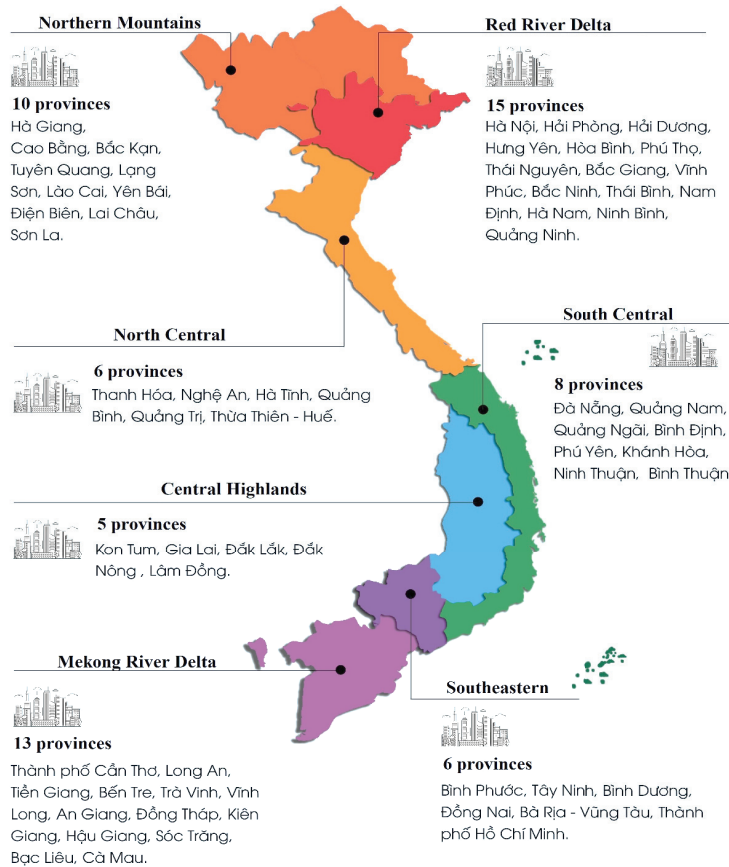 Northern Mountains
10 provinces
Hà Giang,
Cao Bằng, Bắc Kạn,
Tuyên Quang, Lạng
Sơn, Lào Cai, Yên Bái,
Điện Biên, Lai Châu,
Sơn La.
Red River Delta
15 provinces
Hà Nội, Hải Phòng, Hải Dương,
Hưng Yên, Hòa Bình, Phú Thọ,
Thái Nguyên, Bắc Giang, Vĩnh
Phúc, Bắc Ninh, Thái Bình, Nam
Định, Hà Nam, Ninh Bình,
Quảng Ninh.
North Central
6 provinces
Thanh Hóa, Nghệ An, Hà Tĩnh, Quảng
Bình, Quảng Trị, Thừa Thiên - Huế.
South Central
8 provinces
Đà Nẵng, Quảng Nam,
Quảng Ngãi, Bình Định,
Phú Yên, Khánh Hòa,
Ninh Thuận, Bình Thuận
Central Highlands
5 provinces
Kon Tum, Gia Lai, Đắk Lắk, Đắk
Nông , Lâm Đồng.
Mekong River Delta
13 provinces
Thành phố Cần Thơ, Long An,
Tiền Giang, Bến Tre, Trà Vinh, Vĩnh
Long, An Giang, Đồng Tháp, Kiên
Giang, Hậu Giang, Sóc Trăng,
Bạc Liêu, Cà Mau.
Southeastern
6 provinces
Bình Phước, Tây Ninh, Bình Dương,
Đồng Nai, Bà Rịa - Vũng Tàu, Thành
phố Hồ Chí Minh.